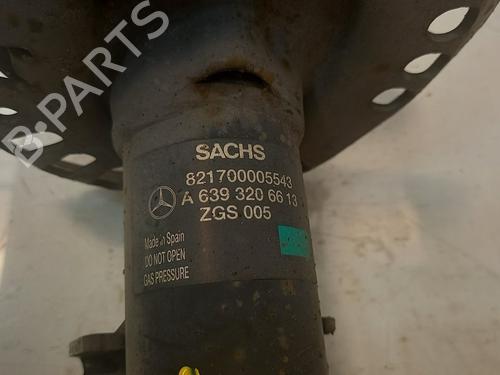 SACHS
821700005543
A 639 320 66 13
ZGS 005
Made in Spain
DO NOT OPEN
GAS PRESSURE
B-PARTS